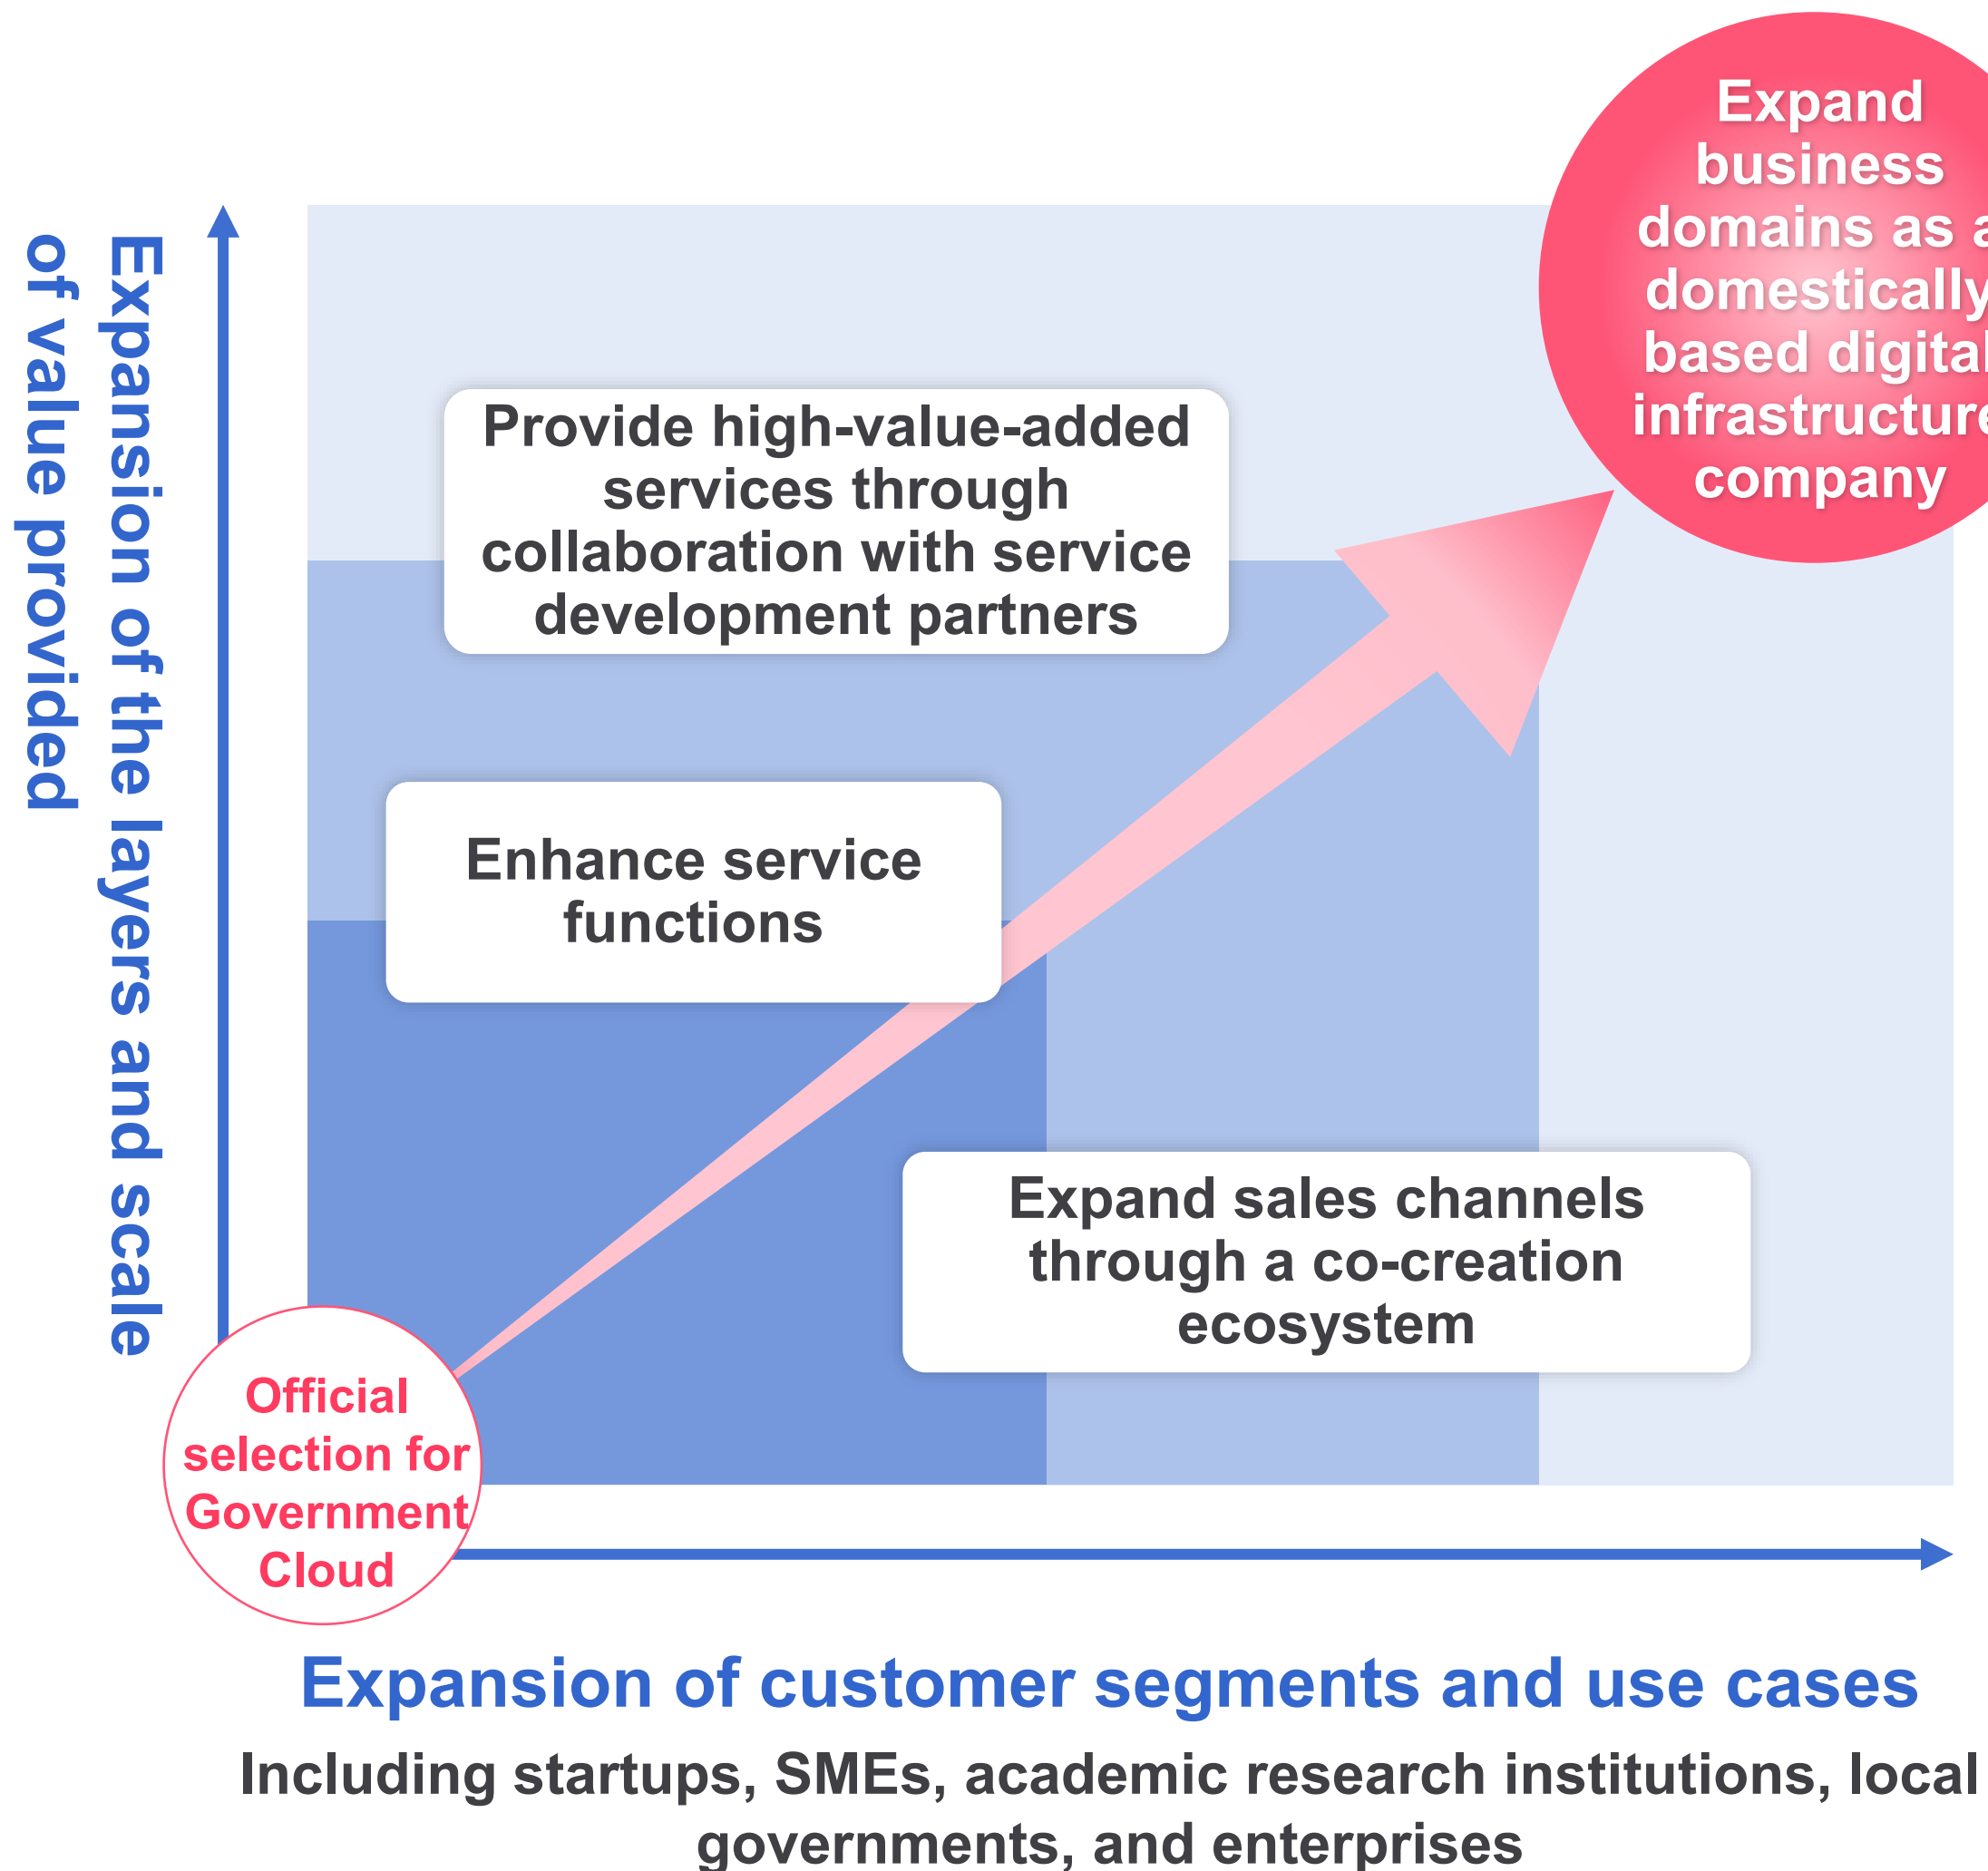 Expand
business
domains as a
domestically
based digital
infrastructure
company
Expansion of the layers and scale
of value provided
Provide high-value-added
services through
collaboration with service
development partners
Enhance service
functions
Expand sales channels
through a co-creation
ecosystem
Official
selection for
Government
Cloud
Expansion of customer segments and use cases
Including startups, SMEs, academic research institutions, local
governments, and enterprises